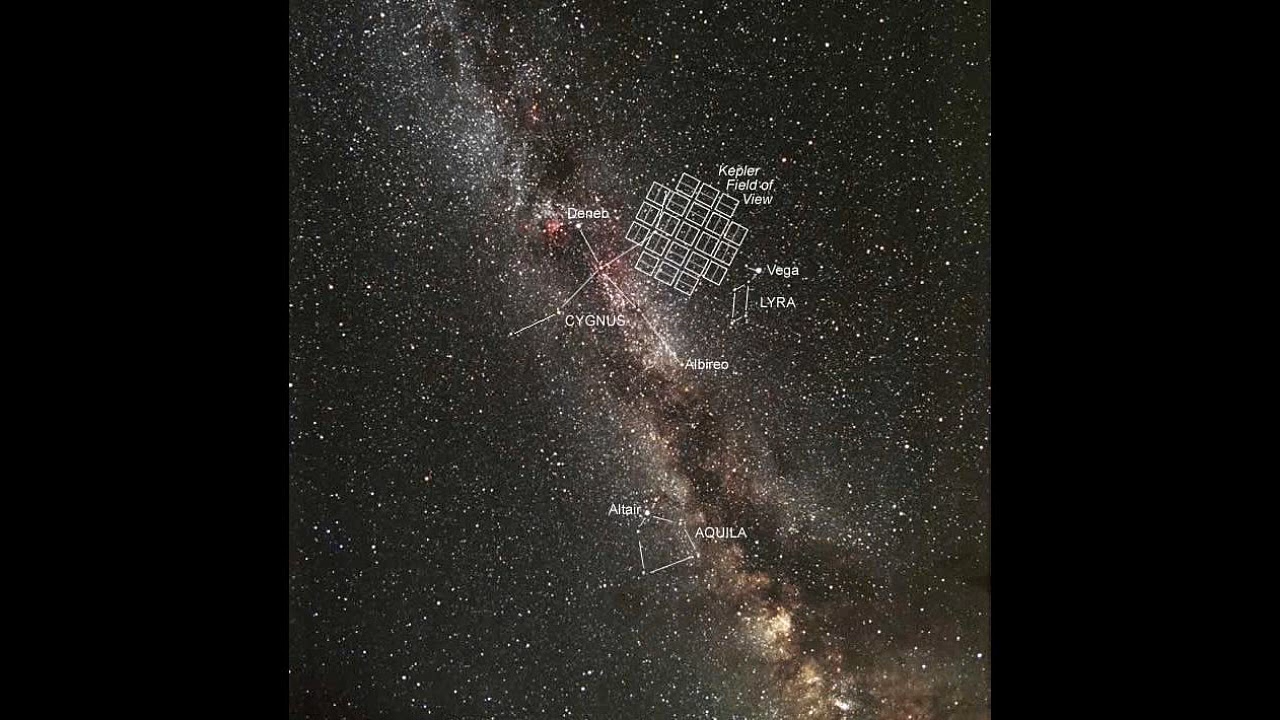 Kepler
Field of
View
Deneb
Vega
LYRA
CYGNUS
Albireo
Altair
AQUILA